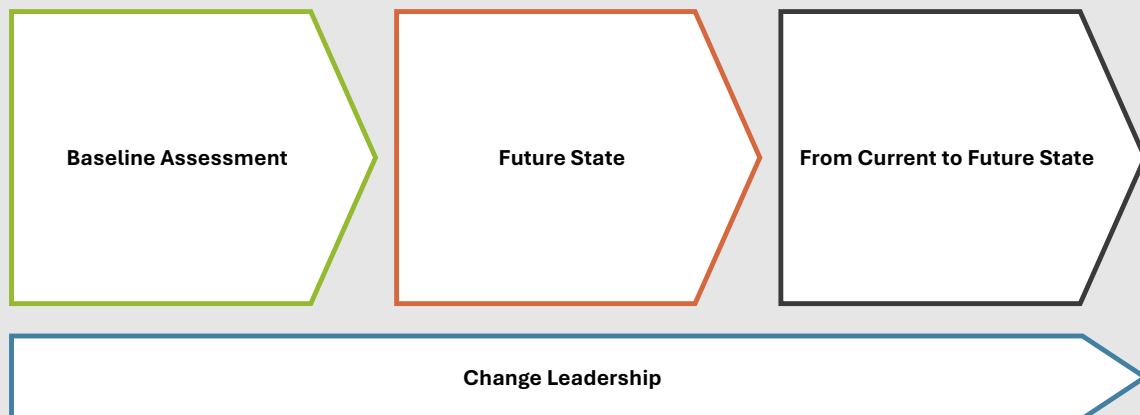 Baseline Assessment
Future State
From Current to Future State
Change Leadership